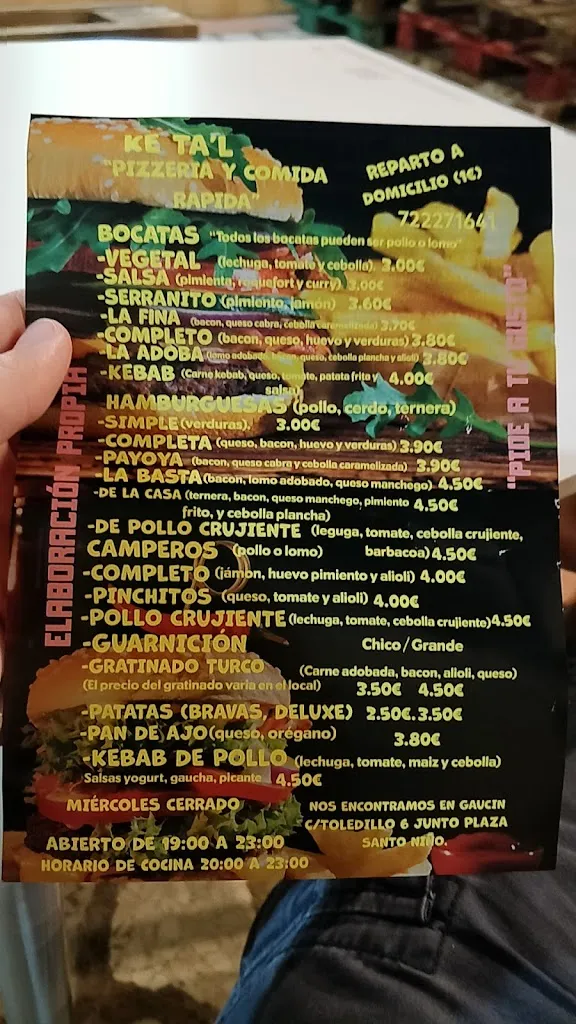 KE TA'L
"PIZZERIA Y COMIDA
RAPIDA"
REPARTO A
DOMICILIO (1€)
722271641
BOCATAS "Todos los bocatas pueden ser pollo o lomo"
-VEGETAL (lechuga, tomate y cebolla). 3.00€
-SALSA (pimienta, roquefort y curry) 3,00€
-SERRANITO (pimiento, jamón) 3.60€
-LA FINA (bacon, queso cabra, cebolla caramelizada) 3,70€
-COMPLETO (bacon, queso, huevo y verduras) 3.80€
-LA ADOBA (lomo adobado, bacon, queso, cebolla plancha y alioli) 3.80€
-KEBAB (Carne kebab, queso, tomate, patata frita y 4.00€
salsa)
HAMBURGUESAS (pollo, cerdo, ternera)
-SIMPLE (verduras). 3.00€
-COMPLETA (queso, bacon, huevo y verduras) 3.90€
-PAYOYA (bacon, queso cabra y cebolla caramelizada) 3.90€
-LA BASTA (bacon, lomo adobado, queso manchego) 4.50€
-DE LA CASA (ternera, bacon, queso manchego, pimiento 4.50€
frito, y cebolla plancha)
-DE POLLO CRUJIENTE (leguga, tomate, cebolla crujiente,
CAMPEROS (pollo o lomo) barbacoa) 4.50€
-COMPLETO (jámon, huevo pimiento y alioli) 4.00€
-PINCHITOS (queso, tomate y alioli) 4.00€
-POLLO CRUJIENTE (lechuga, tomate, cebolla crujiente) 4.50€
-GUARNICIÓN Chico / Grande
-GRATINADO TURCO (Carne adobada, bacon, alioli, queso)
(El precio del gratinado varia en el local) 3.50€ 4.50€
-PATATAS (BRAVAS, DELUXE) 2.50€. 3.50€
-PAN DE AJO (queso, orégano) 3.80€
-KEBAB DE POLLO (lechuga, tomate, maiz y cebolla)
Salsas yogurt, gaucha, picante 4.50€
MIÉRCOLES CERRADO
ABIERTO DE 19:00 A 23:00
HORARIO DE COCINA 20:00 A 23:00
NOS ENCONTRAMOS EN GAUCIN
C/TOLEDILLO 6 JUNTO PLAZA
SANTO NIÑO.
ELABORACIÓN PROPIA
"PIDE A TU GUSTO"